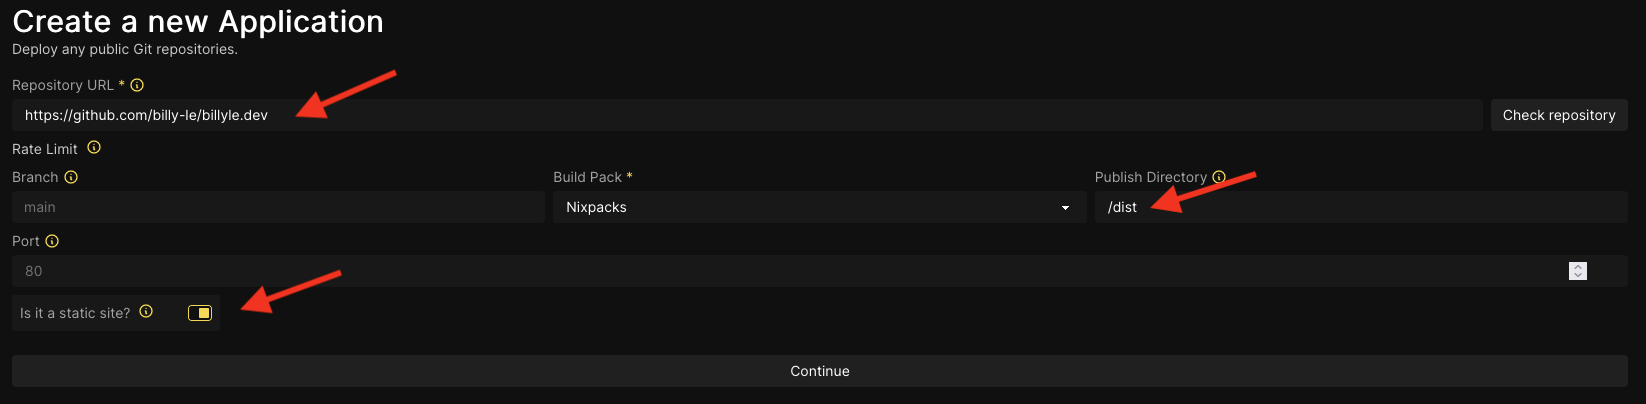 Create a new Application
Deploy any public Git repositories.
Repository URL *
https://github.com/billy-le/billyle.dev
Check repository
Rate Limit
Branch
Build Pack *
Publish Directory
main
Nixpacks
/dist
Port
80
Is it a static site?
Continue